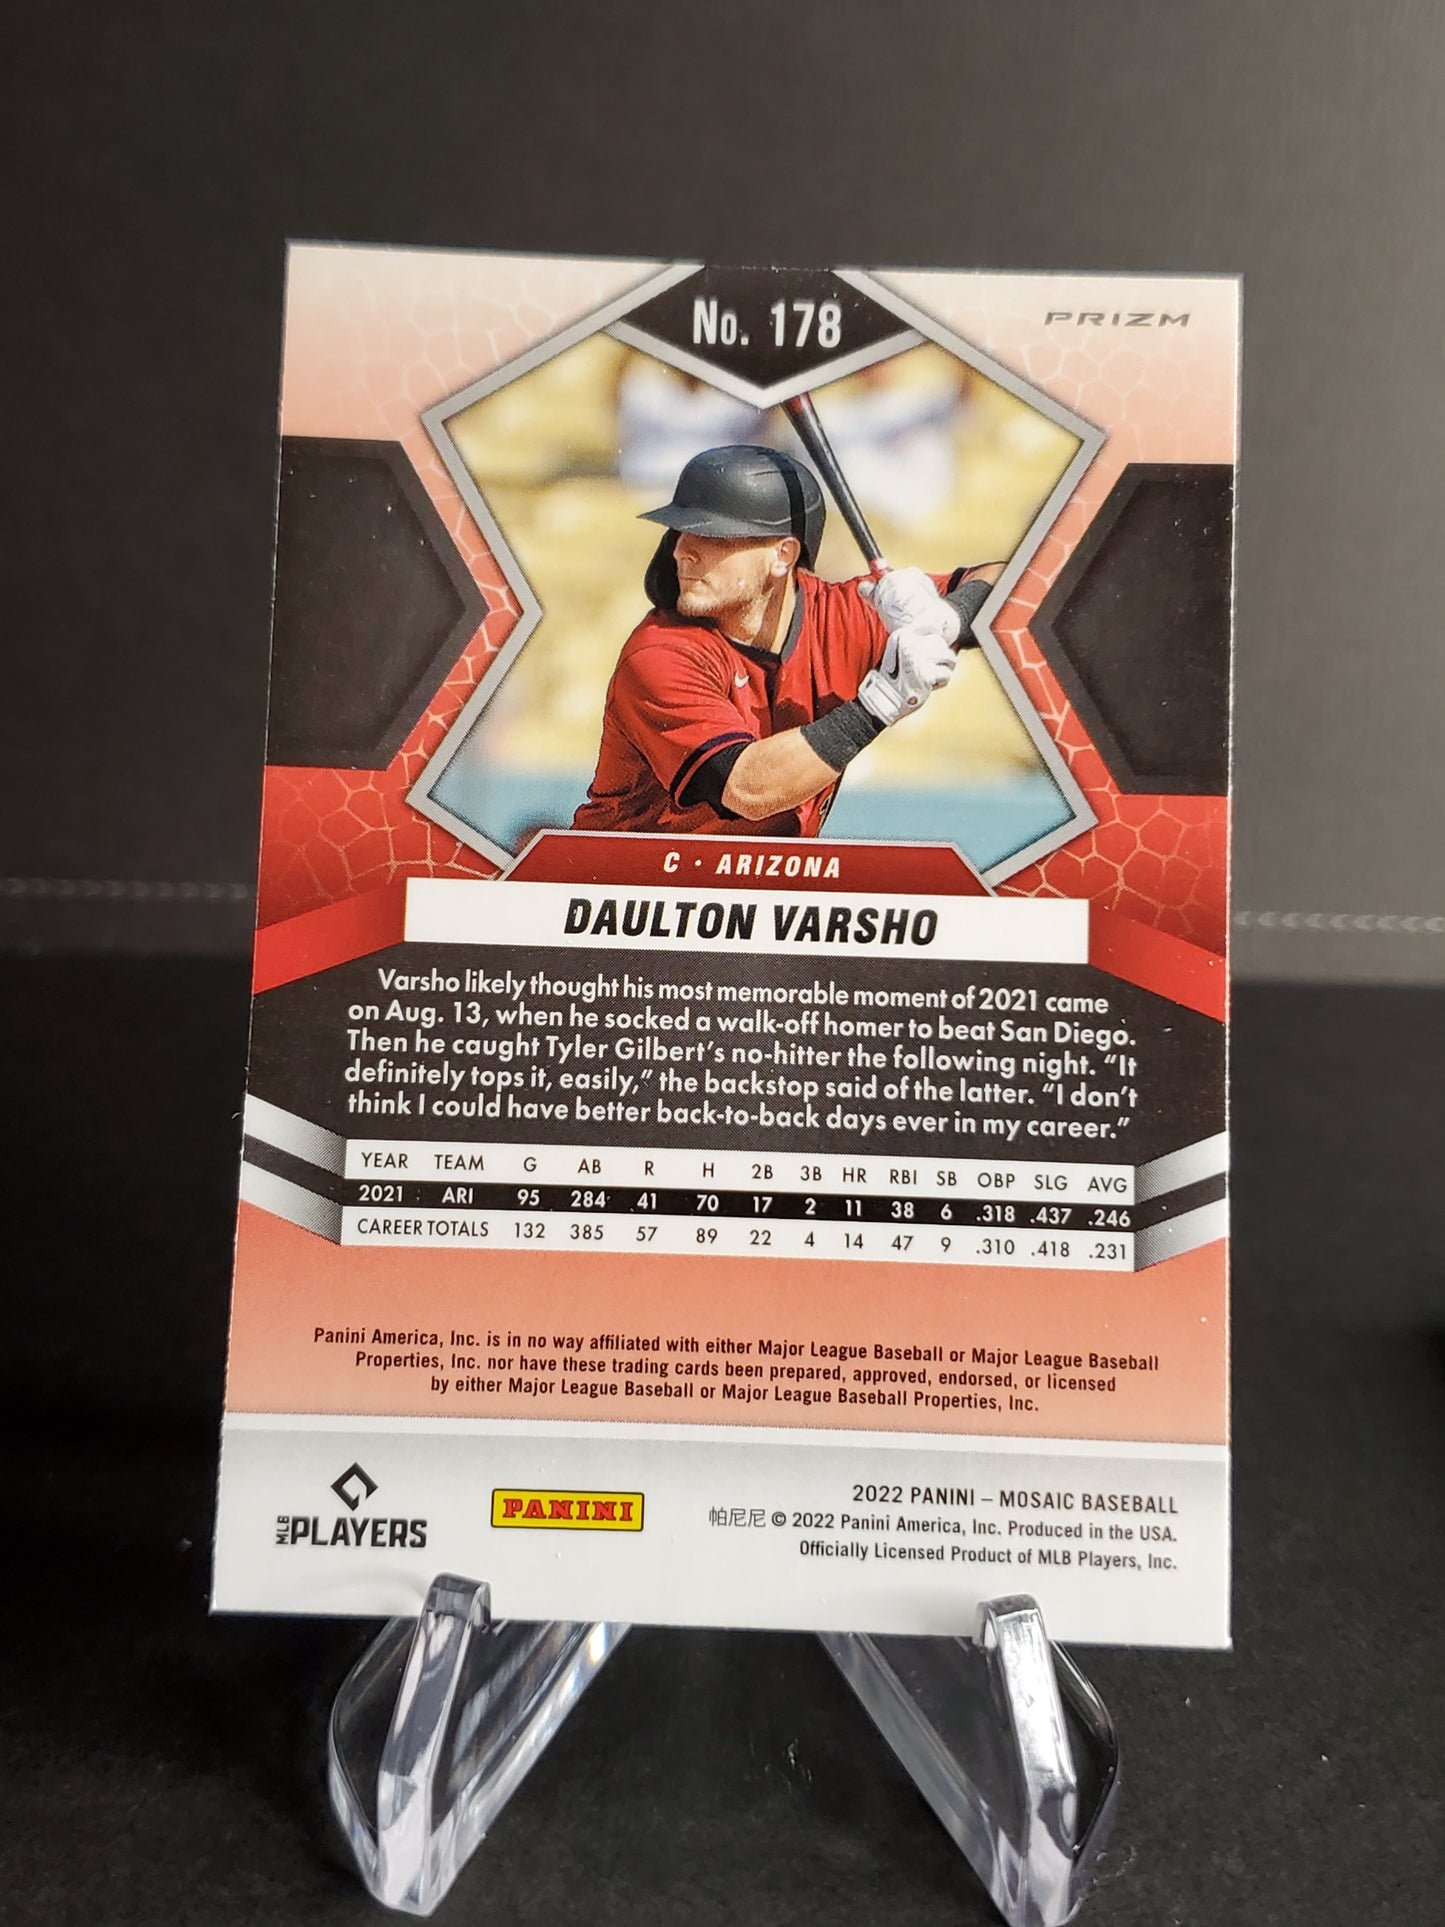 No. 178
PRIZM
C · ARIZONA
DAULTON VARSHO
Varsho likely thought his most memorable moment of 2021 came
on Aug. 13, when he socked a walk-off homer to beat San Diego.
Then he caught Tyler Gilbert's no-hitter the following night. "It
definitely tops it, easily," the backstop said of the latter. "I don't
think I could have better back-to-back days ever in my career."
YEAR TEAM G AB R H 2B 3B HR RBI SB OBP SLG AVG
2021 ARI 95 284 41 70 17 2 11 38 6 .318 .437 .246
CAREER TOTALS 132 385 57 89 22 4 14 47 9 .310 .418 .231
Panini America, Inc. is in no way affiliated with either Major League Baseball or Major League Baseball
Properties, Inc. nor have these trading cards been prepared, approved, endorsed, or licensed
by either Major League Baseball or Major League Baseball Properties, Inc.
MLB PLAYERS
PANINI
2022 PANINI – MOSAIC BASEBALL
帕尼尼 © 2022 Panini America, Inc. Produced in the USA.
Officially Licensed Product of MLB Players, Inc.